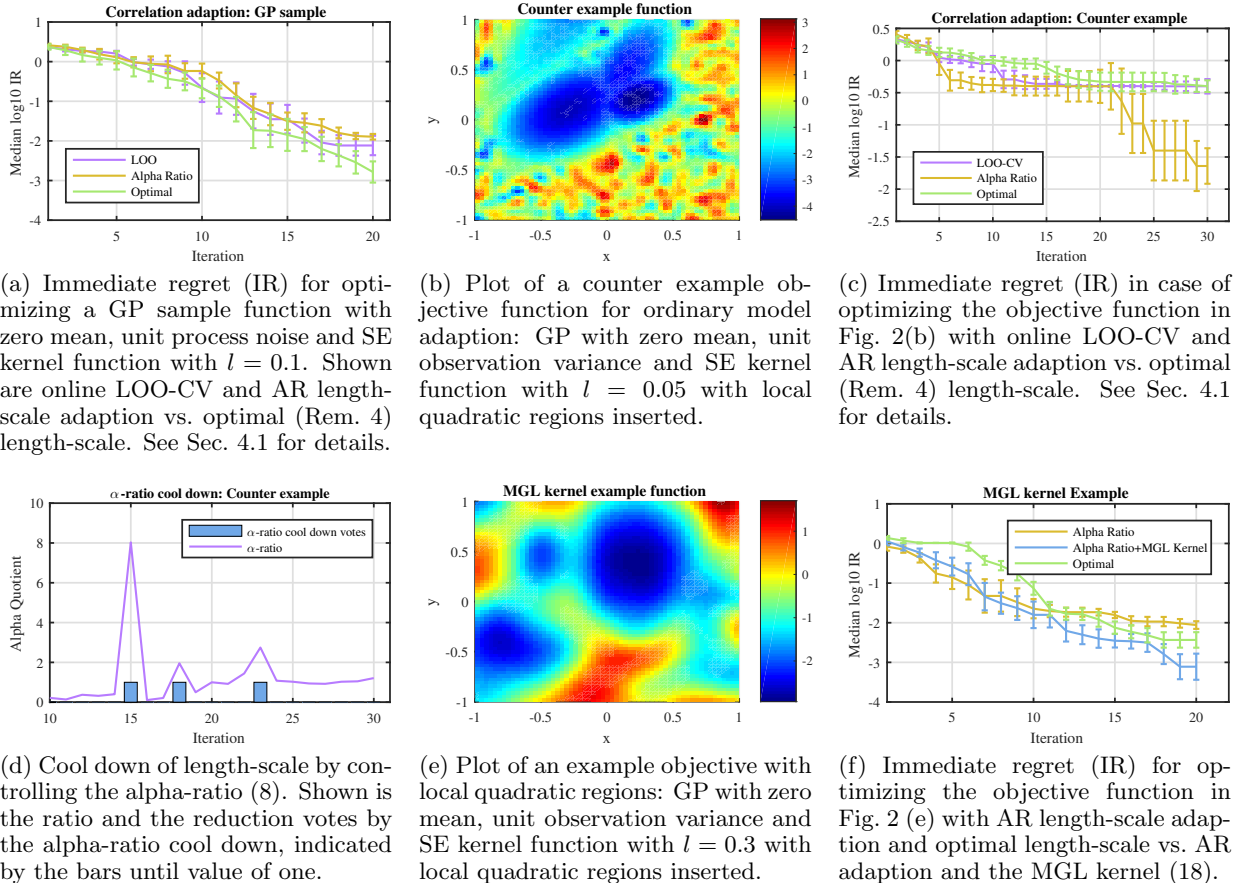 Correlation adaption: GP sample
1
0
-1
-2
-3
-4
Median log10 IR
LOO
Alpha Ratio
Optimal
5
10
15
20
Iteration
(a) Immediate regret (IR) for opti-
mizing a GP sample function with
zero mean, unit process noise and SE
kernel function with l = 0.1. Shown
are online LOO-CV and AR length-
scale adaption vs. optimal (Rem. 4)
length-scale. See Sec. 4.1 for details.
Counter example function
1
0.5
0
-0.5
-1
y
-1
-0.5
0
0.5
1
x
3
2
1
0
-1
-2
-3
-4
(b) Plot of a counter example ob-
jective function for ordinary model
adaption: GP with zero mean, unit
observation variance and SE kernel
function with l = 0.05 with local
quadratic regions inserted.
Correlation adaption: Counter example
0.5
0
-0.5
-1
-1.5
-2
-2.5
Median log10 IR
LOO-CV
Alpha Ratio
Optimal
5
10
15
20
25
30
Iteration
(c) Immediate regret (IR) in case of
optimizing the objective function in
Fig. 2(b) with online LOO-CV and
AR length-scale adaption vs. optimal
(Rem. 4) length-scale. See Sec. 4.1
for details.
α-ratio cool down: Counter example
10
8
6
4
2
0
Alpha Quotient
α-ratio cool down votes
α-ratio
10
15
20
25
30
Iteration
(d) Cool down of length-scale by con-
trolling the alpha-ratio (8). Shown is
the ratio and the reduction votes by
the alpha-ratio cool down, indicated
by the bars until value of one.
MGL kernel example function
1
0.5
0
-0.5
-1
y
-1
-0.5
0
0.5
1
x
1
0
-1
-2
(e) Plot of an example objective with
local quadratic regions: GP with zero
mean, unit observation variance and
SE kernel function with l = 0.3 with
local quadratic regions inserted.
MGL kernel Example
1
0
-1
-2
-3
-4
Median log10 IR
Alpha Ratio
Alpha Ratio+MGL Kernel
Optimal
5
10
15
20
Iteration
(f) Immediate regret (IR) for op-
timizing the objective function in
Fig. 2 (e) with AR length-scale adap-
tion and optimal length-scale vs. AR
adaption and the MGL kernel (18).